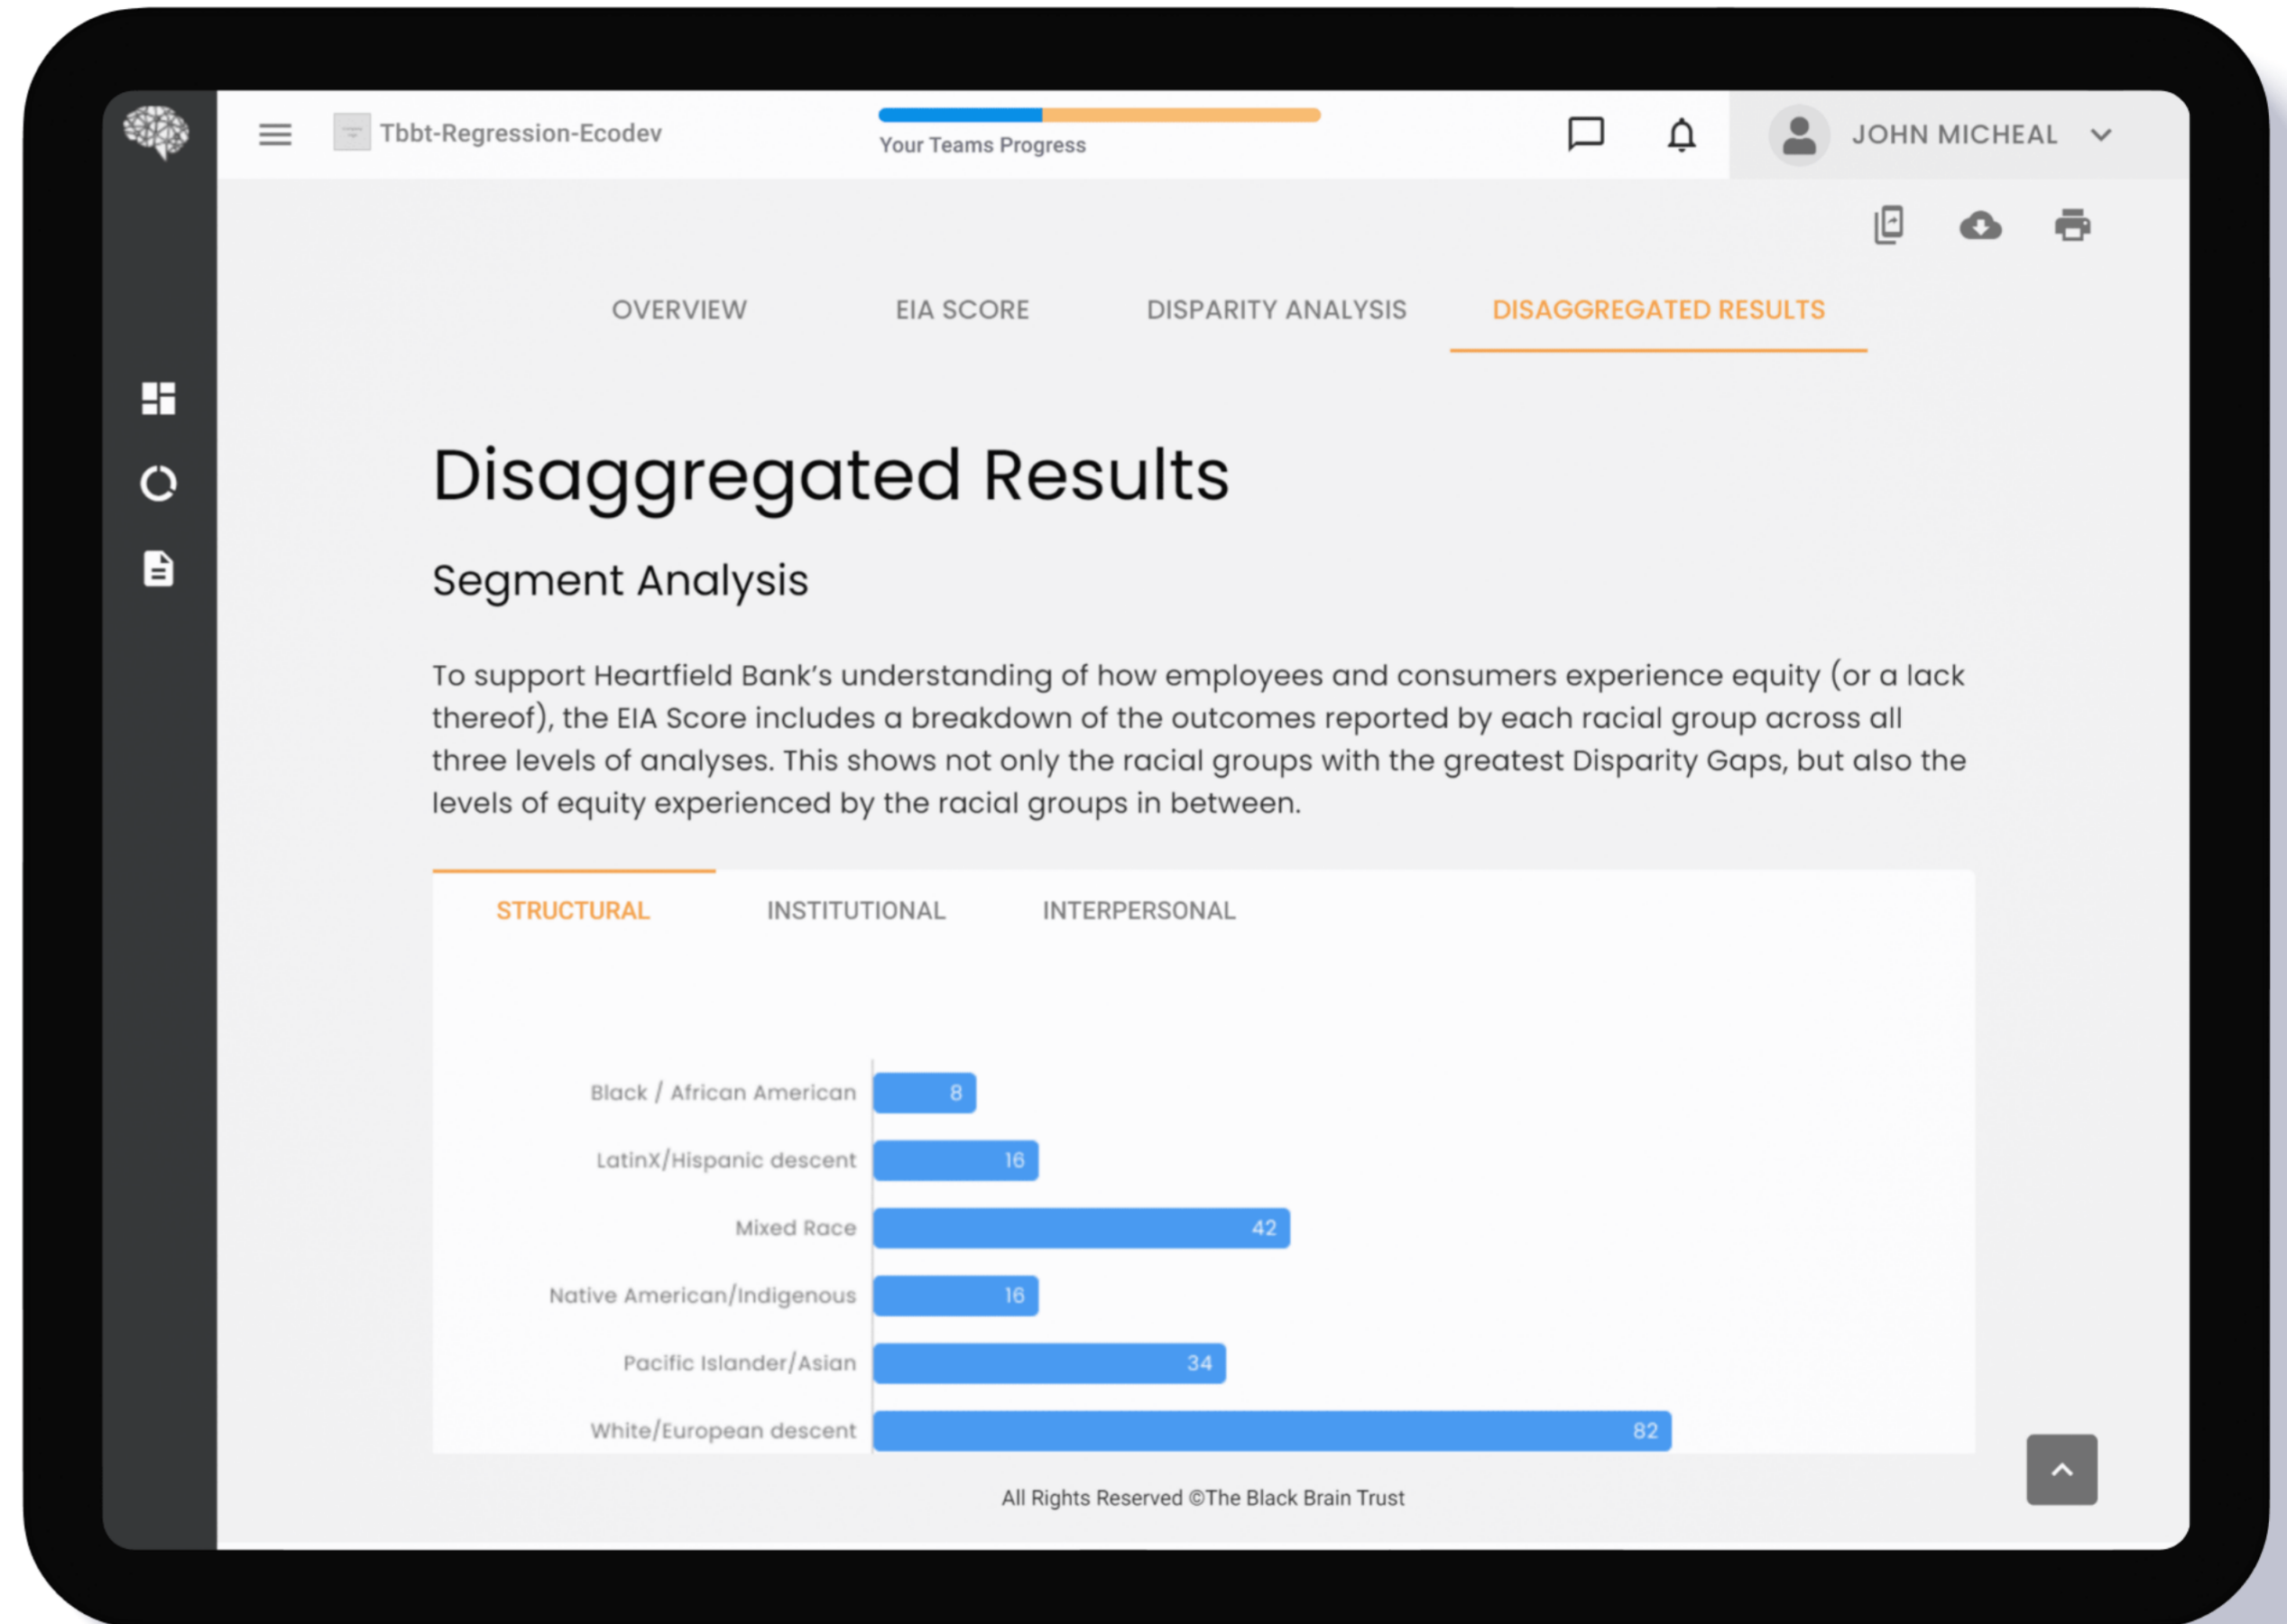 Tbbt-Regression-Ecodev
Your Teams Progress
JOHN MICHEAL
OVERVIEW
EIA SCORE
DISPARITY ANALYSIS
DISAGGREGATED RESULTS
Disaggregated Results
Segment Analysis
To support Heartfield Bank’s understanding of how employees and consumers experience equity (or a lack
thereof), the EIA Score includes a breakdown of the outcomes reported by each racial group across all
three levels of analyses. This shows not only the racial groups with the greatest Disparity Gaps, but also the
levels of equity experienced by the racial groups in between.
STRUCTURAL
INSTITUTIONAL
INTERPERSONAL
Black / African American 8
LatinX/Hispanic descent 16
Mixed Race 42
Native American/Indigenous 16
Pacific Islander/Asian 34
White/European descent 82
All Rights Reserved ©The Black Brain Trust